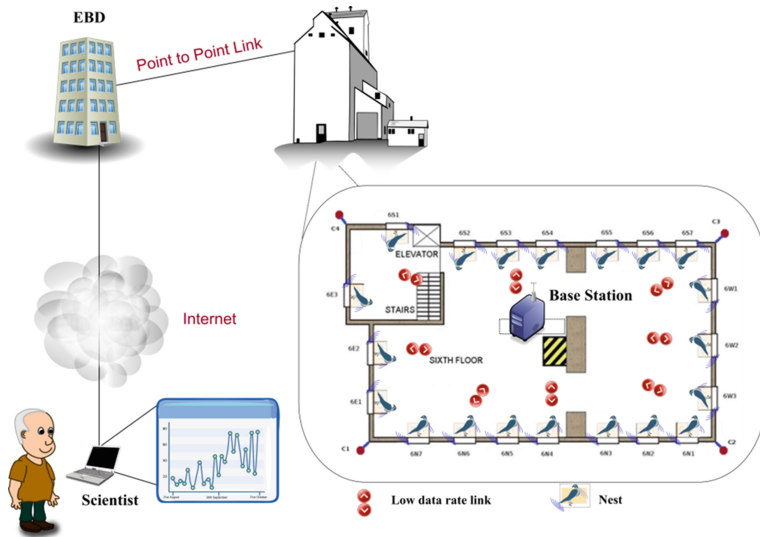 EBD
Point to Point Link
Internet
Scientist
C4
6S1
6S2
6S3
6S4
6S5
6S6
6S7
C3
ELEVATOR
6E3
STAIRS
Base Station
6W1
6E2
SIXTH FLOOR
6W2
6E1
6W3
C1
6N7
6N6
6N5
6N4
6N3
6N2
6N1
C2
Low data rate link
Nest